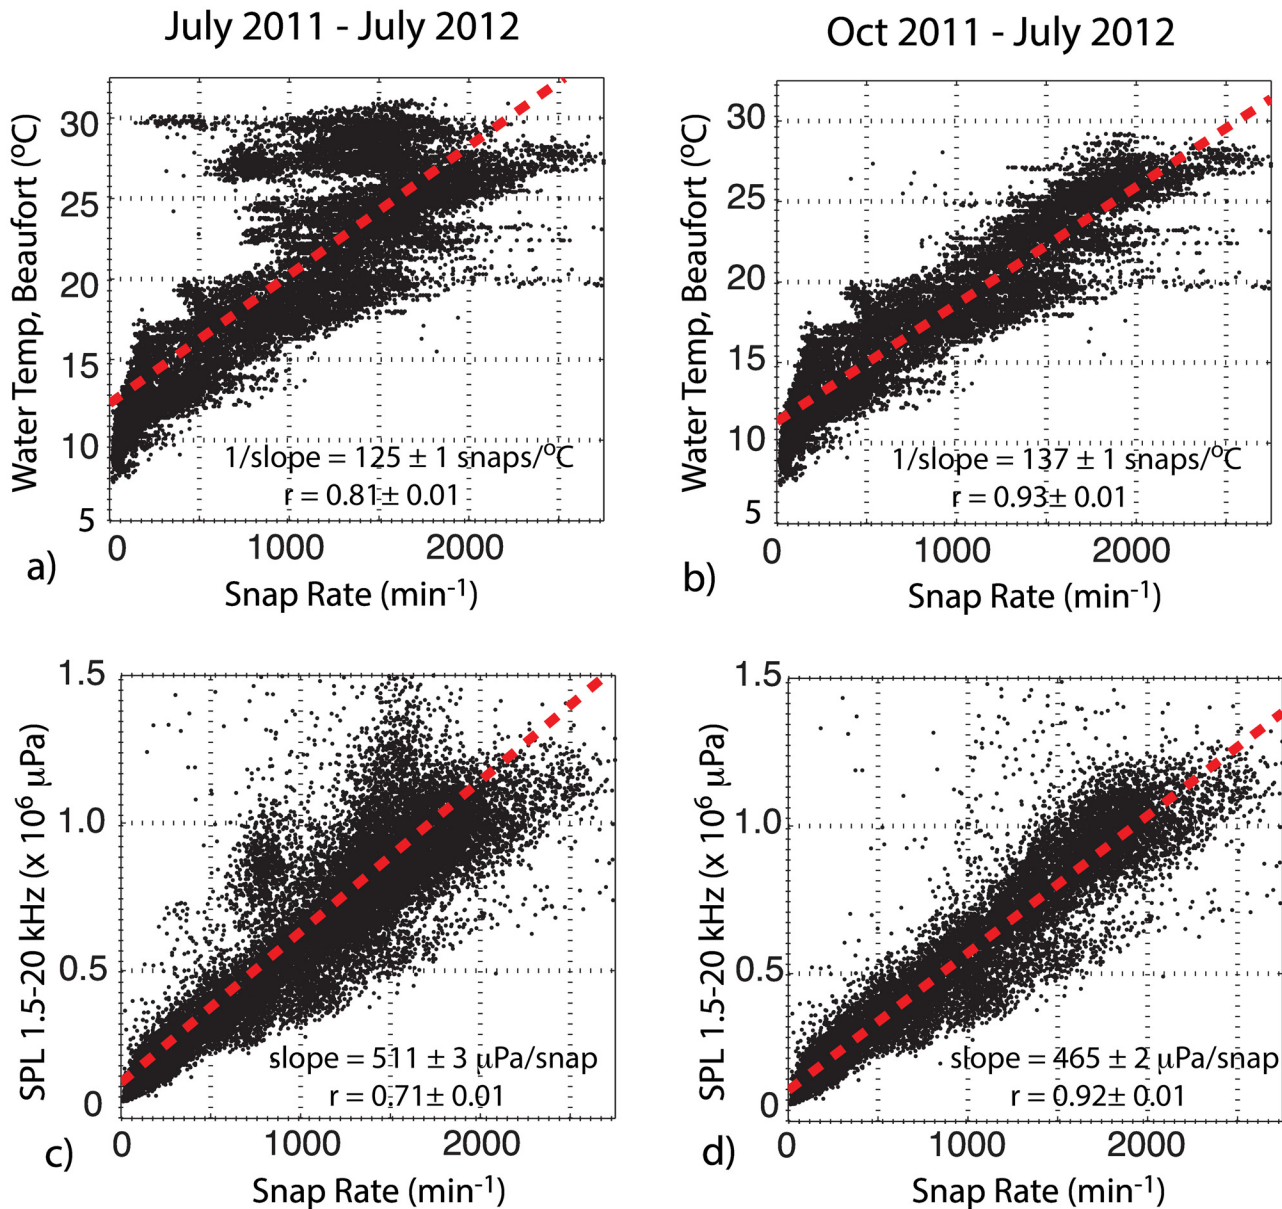 July 2011 - July 2012
Oct 2011 - July 2012
Water Temp, Beaufort (ºC)
30
25
20
15
10
5
1/slope = 125 ± 1 snaps/ºC
r = 0.81± 0.01
0
1000
2000
Snap Rate (min-1)
a)
Water Temp, Beaufort (ºC)
30
25
20
15
10
5
1/slope = 137 ± 1 snaps/ºC
r = 0.93± 0.01
0
1000
2000
Snap Rate (min-1)
b)
SPL 1.5-20 kHz (x 10⁶ µPa)
1.5
1.0
0.5
0
slope = 511 ± 3 µPa/snap
r = 0.71± 0.01
0
1000
2000
Snap Rate (min-1)
c)
SPL 1.5-20 kHz (x 10⁶ µPa)
1.5
1.0
0.5
0
slope = 465 ± 2 µPa/snap
r = 0.92± 0.01
0
1000
2000
Snap Rate (min-1)
d)